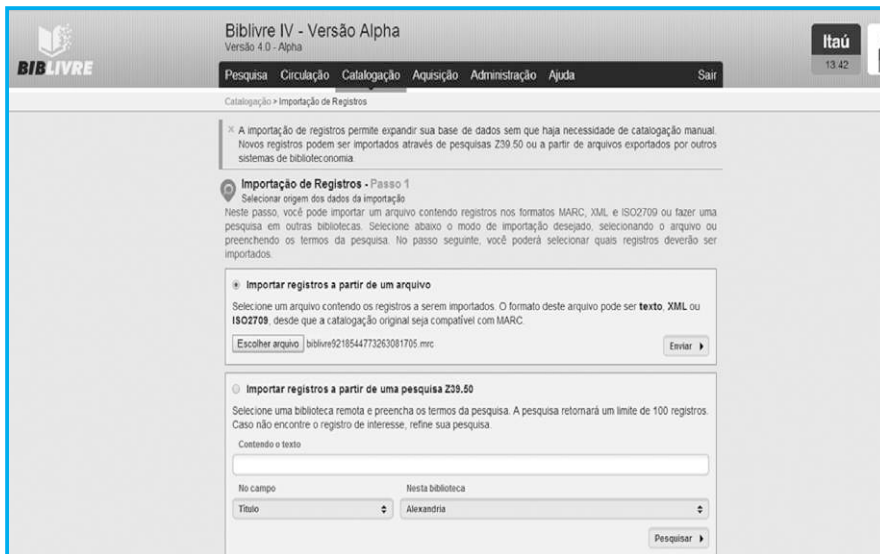 BIBLIVRE
Biblivre IV - Versão Alpha
Versão 4.0 - Alpha
Itaú
13:42
Pesquisa Circulação Catalogação Aquisição Administração Ajuda Sair
Catalogação > Importação de Registros
× A importação de registros permite expandir sua base de dados sem que haja necessidade de catalogação manual.
Novos registros podem ser importados através de pesquisas Z39.50 ou a partir de arquivos exportados por outros
sistemas de biblioteconomia.
Importação de Registros - Passo 1
Selecionar origem dos dados da importação
Neste passo, você pode importar um arquivo contendo registros nos formatos MARC, XML e ISO2709 ou fazer uma
pesquisa em outras bibliotecas. Selecione abaixo o modo de importação desejado, selecionando o arquivo ou
preenchendo os termos da pesquisa. No passo seguinte, você poderá selecionar quais registros deverão ser
importados.
Importar registros a partir de um arquivo
Selecione um arquivo contendo os registros a serem importados. O formato deste arquivo pode ser texto, XML ou
ISO2709, desde que a catalogação original seja compatível com MARC.
Escolher arquivo biblivre9218544773263081705.mrc Enviar
Importar registros a partir de uma pesquisa Z39.50
Selecione uma biblioteca remota e preencha os termos da pesquisa. A pesquisa retornará um limite de 100 registros.
Caso não encontre o registro de interesse, refine sua pesquisa.
Contendo o texto
No campo Nesta biblioteca
Título Alexandria
Pesquisar